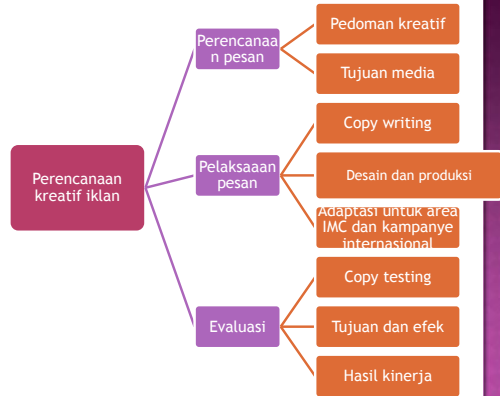 Perencanaan
kreatif iklan
Perencanaa
n pesan
Pedoman kreatif
Tujuan media
Pelaksaaan
pesan
Copy writing
Desain dan produksi
Adaptasi untuk area
IMC dan kampanye
internasional
Evaluasi
Copy testing
Tujuan dan efek
Hasil kinerja